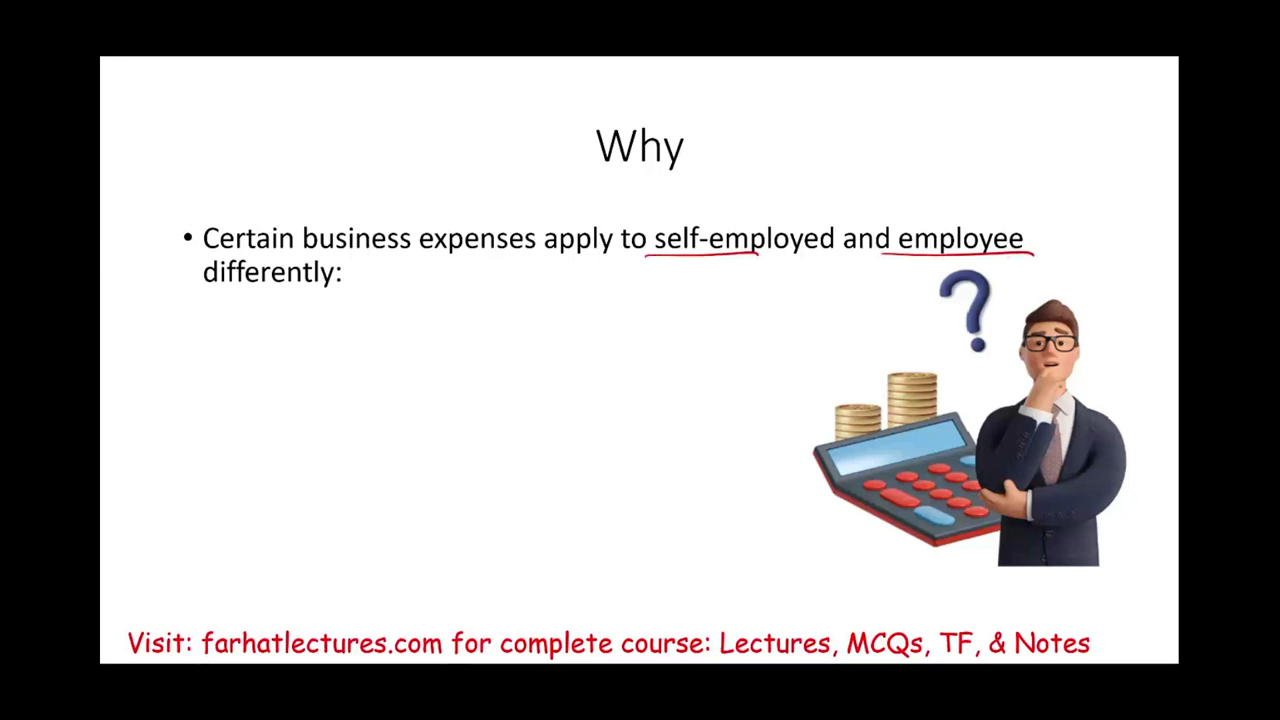 Why
• Certain business expenses apply to self-employed and employee
differently:
?
Visit: farhatlectures.com for complete course: Lectures, MCQs, TF, & Notes